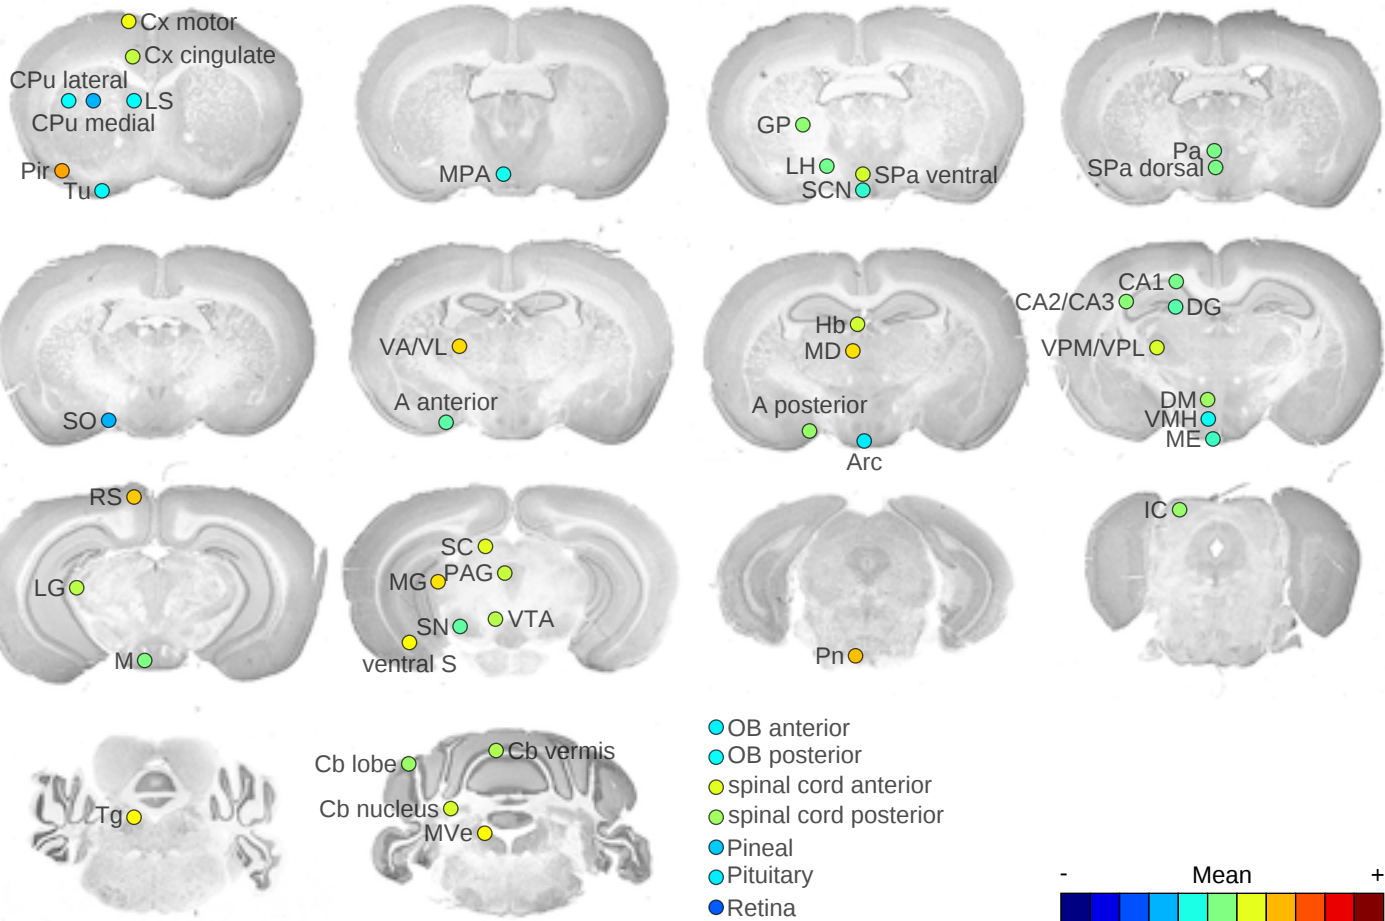 Cx motor
Cx cingulate
CPu lateral
LS
CPu medial
Pir
Tu
MPA
GP
LH
SPa ventral
SCN
Pa
SPa dorsal
SO
VA/VL
A anterior
Hb
MD
A posterior
Arc
CA1
CA2/CA3
DG
VPM/VPL
DM
VMH
ME
RS
LG
M
SC
MG
PAG
SN
VTA
ventral S
Pn
IC
Tg
Cb lobe
Cb vermis
Cb nucleus
MVe
OB anterior
OB posterior
spinal cord anterior
spinal cord posterior
Pineal
Pituitary
Retina
- Mean +